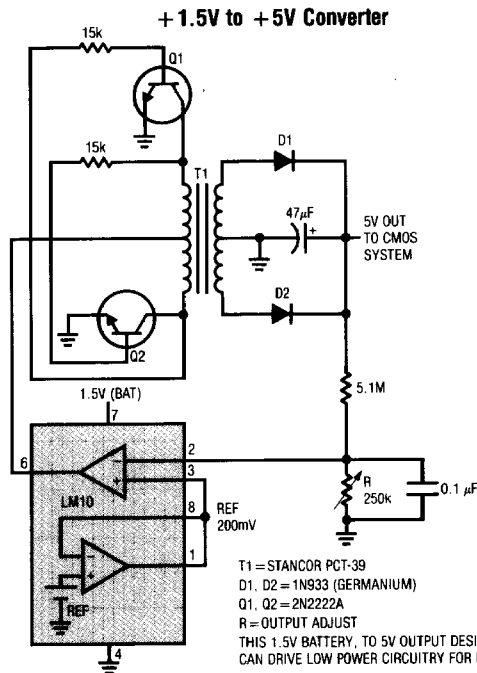 +1.5V to +5V Converter
15k
Q1
15k
D1
T1
47µF
+
5V OUT
TO CMOS
SYSTEM
D2
Q2
1.5V (BAT)
7
5.1M
6
2
−
+
3
LM10
8
REF
200mV
R
250k
0.1 µF
−
+
1
REF
4
T1 = STANCOR PCT-39
D1, D2 = 1N933 (GERMANIUM)
Q1, Q2 = 2N2222A
R = OUTPUT ADJUST
THIS 1.5V BATTERY, TO 5V OUTPUT DESI
CAN DRIVE LOW POWER CIRCUITRY FOR